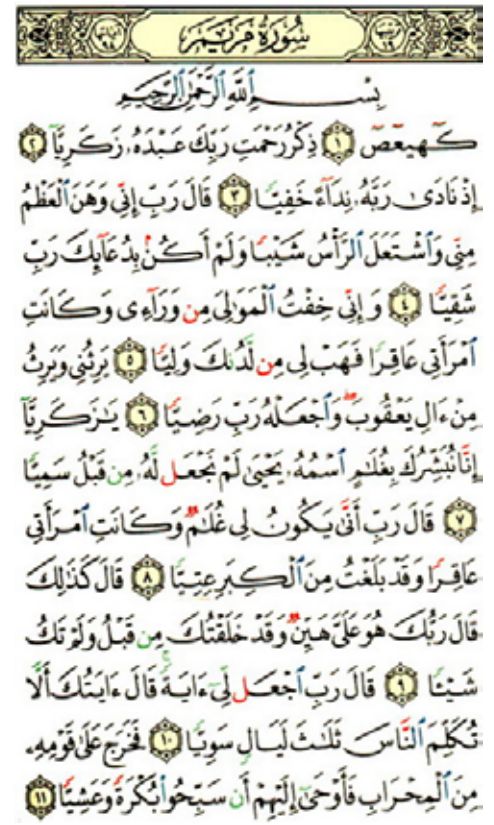 سُورَةُ مَرْيَمَ
بِسْمِ ٱللَّهِ ٱلرَّحْمَٰنِ ٱلرَّحِيمِ
كٓهيعٓصٓ ١ ذِكْرُ رَحْمَتِ رَبِّكَ عَبْدَهُۥ زَكَرِيَّآ ٢
إِذْ نَادَىٰ رَبَّهُۥ نِدَآءً خَفِيًّا ٣ قَالَ رَبِّ إِنِّى وَهَنَ ٱلْعَظْمُ
مِنِّى وَٱشْتَعَلَ ٱلرَّأْسُ شَيْبًا وَلَمْ أَكُنۢ بِدُعَآئِكَ رَبِّ
شَقِيًّا ٤ وَإِنِّى خِفْتُ ٱلْمَوَٰلِىَ مِن وَرَآءِى وَكَانَتِ
ٱمْرَأَتِى عَاقِرًا فَهَبْ لِى مِن لَّدُنكَ وَلِيًّا ٥ يَرِثُنِى وَيَرِثُ
مِنْ ءَالِ يَعْقُوبَ ۖ وَٱجْعَلْهُ رَبِّ رَضِيًّا ٦ يَٰزَكَرِيَّآ
إِنَّا نُبَشِّرُكَ بِغُلَٰمٍ ٱسْمُهُۥ يَحْيَىٰ لَمْ نَجْعَل لَّهُۥ مِن قَبْلُ سَمِيًّا
٧ قَالَ رَبِّ أَنَّىٰ يَكُونُ لِى غُلَٰمٌ وَكَانَتِ ٱمْرَأَتِى
عَاقِرًا وَقَدْ بَلَغْتُ مِنَ ٱلْكِبَرِ عِتِيًّا ٨ قَالَ كَذَٰلِكَ
قَالَ رَبُّكَ هُوَ عَلَىَّ هَيِّنٌ وَقَدْ خَلَقْتُكَ مِن قَبْلُ وَلَمْ تَكُ
شَيْـًٔا ٩ قَالَ رَبِّ ٱجْعَل لِّىٓ ءَايَةً ۚ قَالَ ءَايَتُكَ أَلَّا
تُكَلِّمَ ٱلنَّاسَ ثَلَٰثَ لَيَالٍ سَوِيًّا ١٠ فَخَرَجَ عَلَىٰ قَوْمِهِۦ
مِنَ ٱلْمِحْرَابِ فَأَوْحَىٰٓ إِلَيْهِمْ أَن سَبِّحُوا۟ بُكْرَةً وَعَشِيًّا ١١